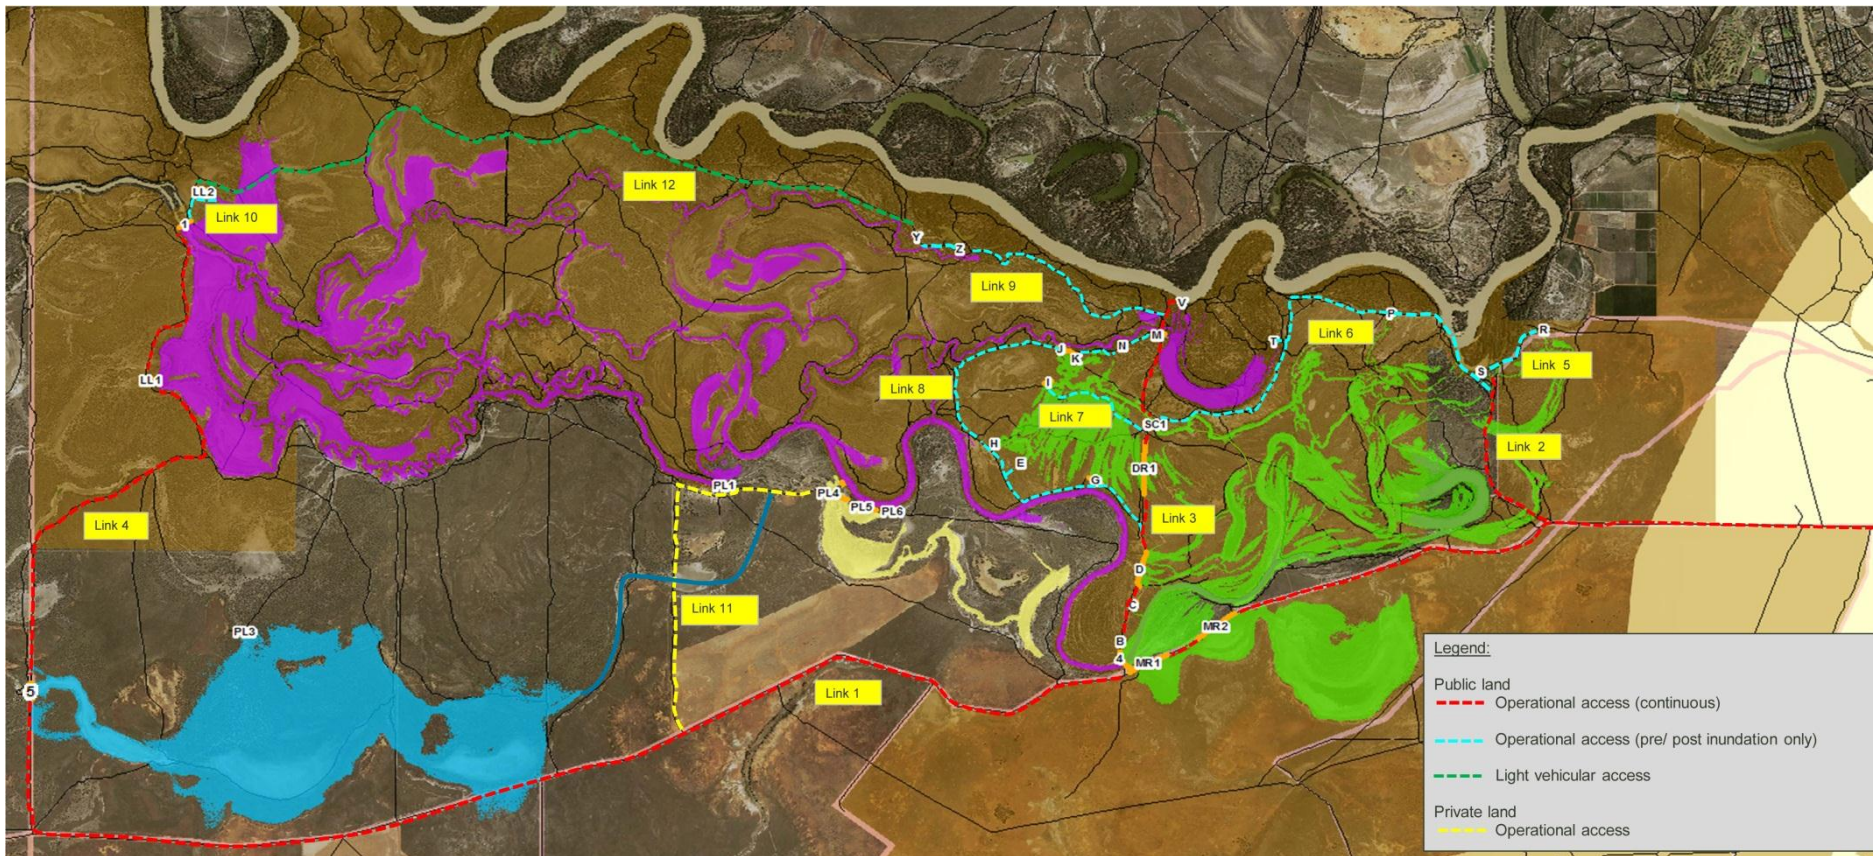 LL2
Link 10
1
Link 12
Y
Z
Link 9
V
M
P
Link 6
T
R
J
N
K
S
Link 5
LL1
I
Link 8
Link 7
SC1
H
E
Link 2
DR1
G
PL1
PL4
PL5
PL6
Link 4
Link 3
D
C
Link 11
PL3
MR2
B
4
MR1
5
Link 1
Legend:
Public land
Operational access (continuous)
Operational access (pre/ post inundation only)
Light vehicular access
Private land
Operational access